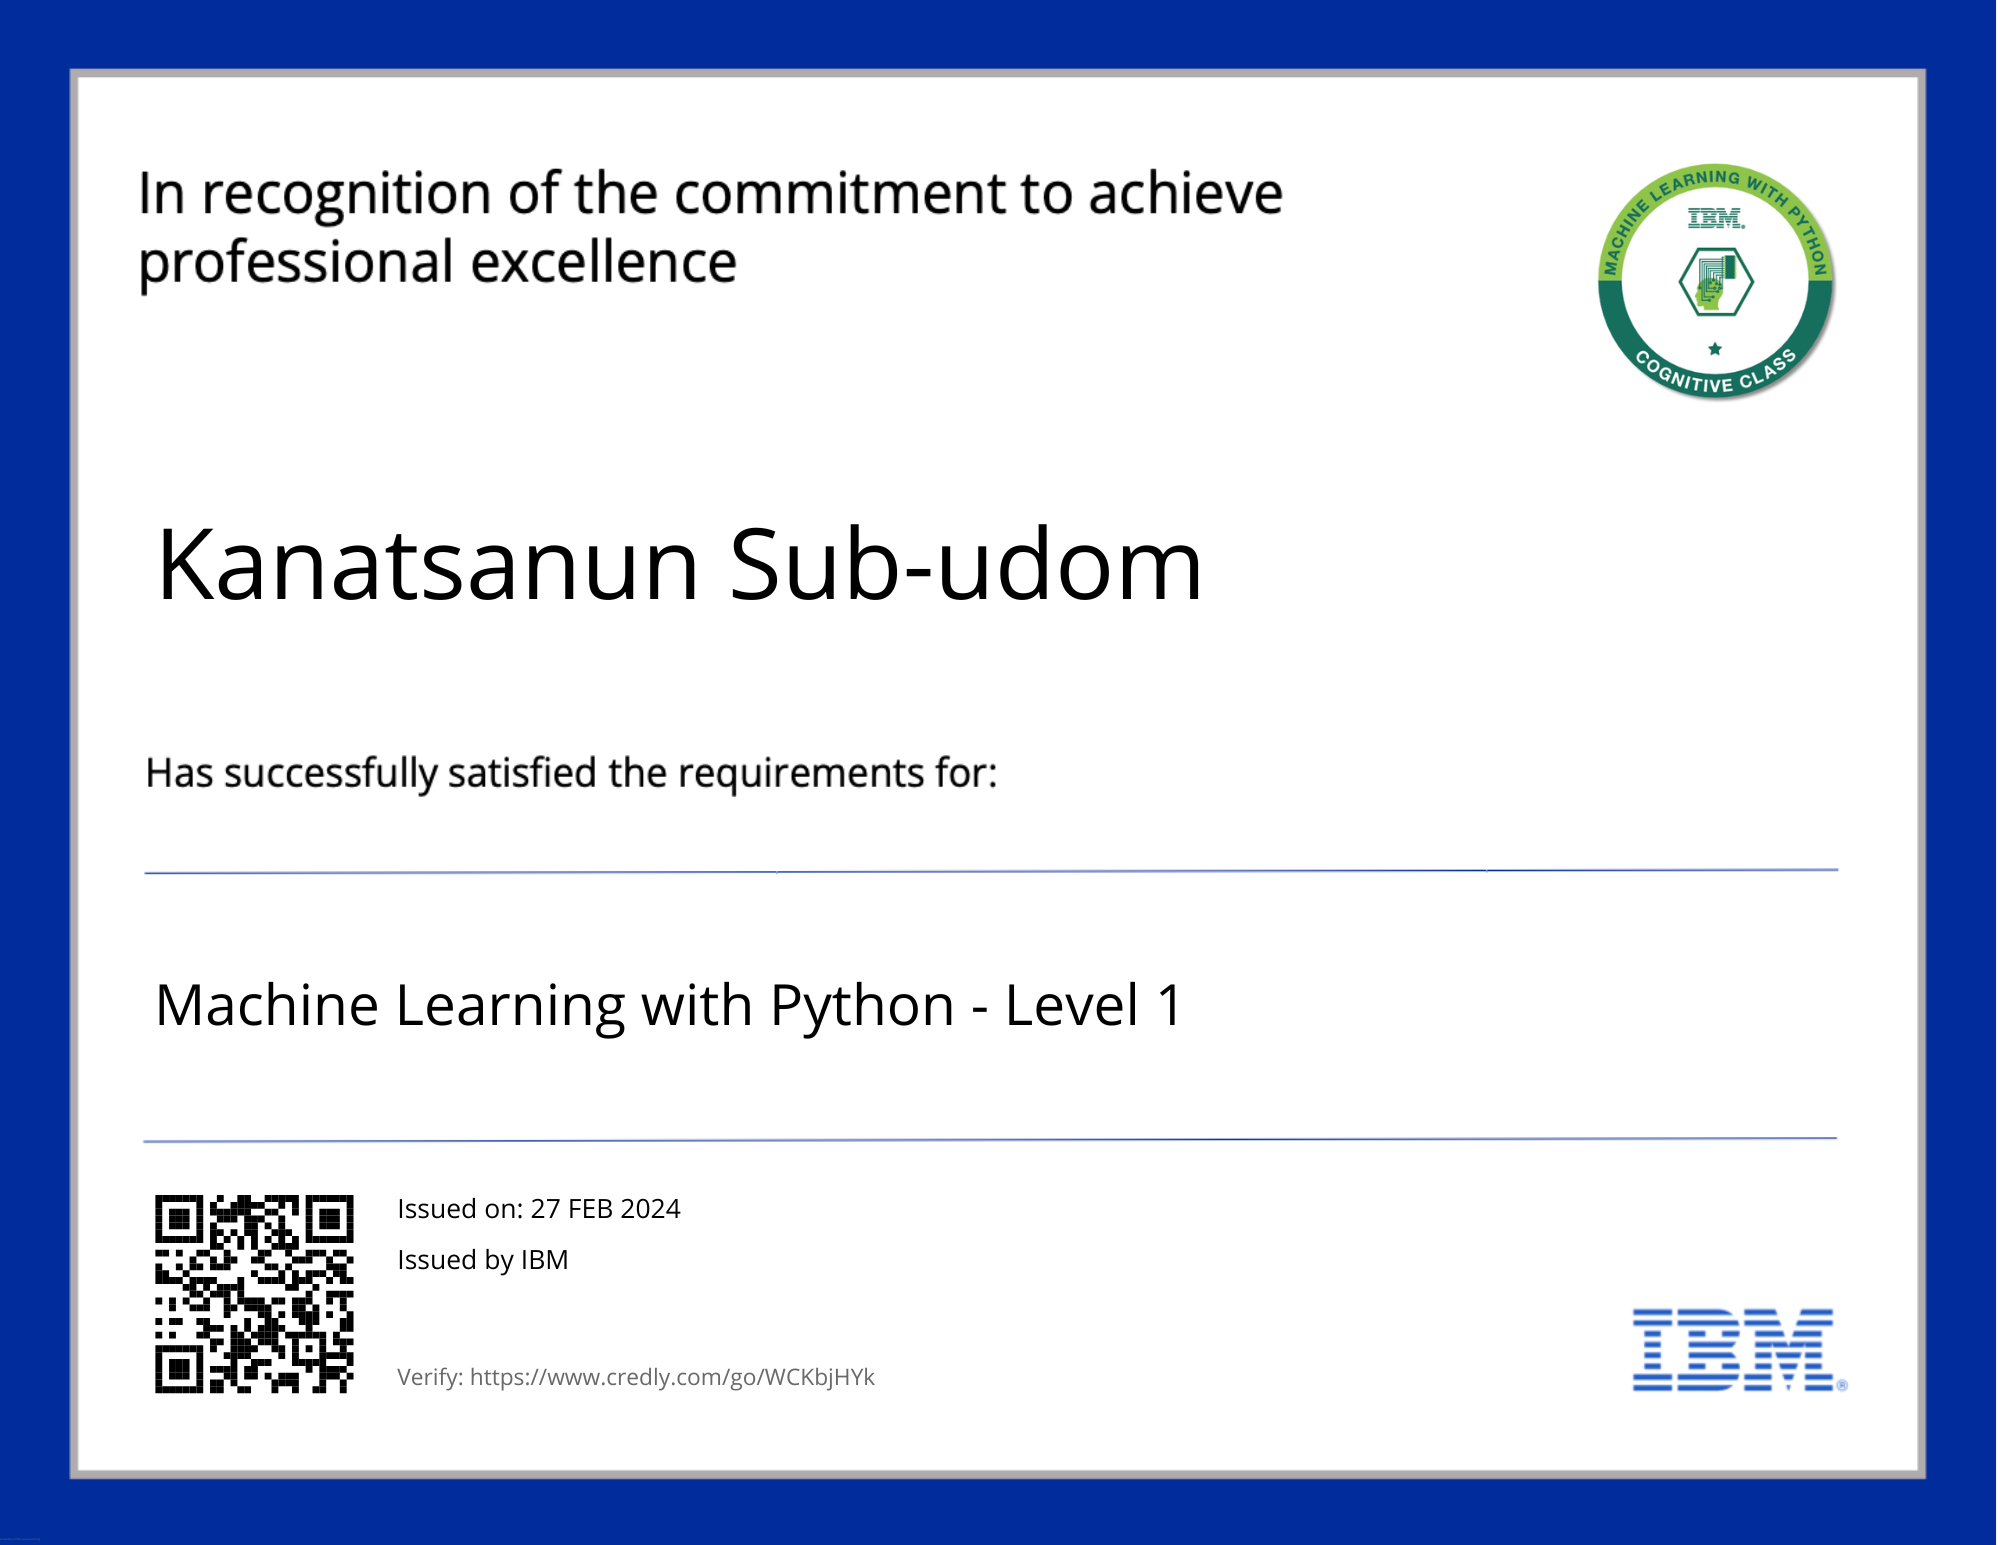 In recognition of the commitment to achieve
professional excellence
MACHINE LEARNING WITH PYTHON
IBM.
COGNITIVE CLASS
Kanatsanun Sub-udom
Has successfully satisfied the requirements for:
Machine Learning with Python - Level 1
Issued on: 27 FEB 2024
Issued by IBM
Verify: https://www.credly.com/go/WCKbjHYk
IBM®